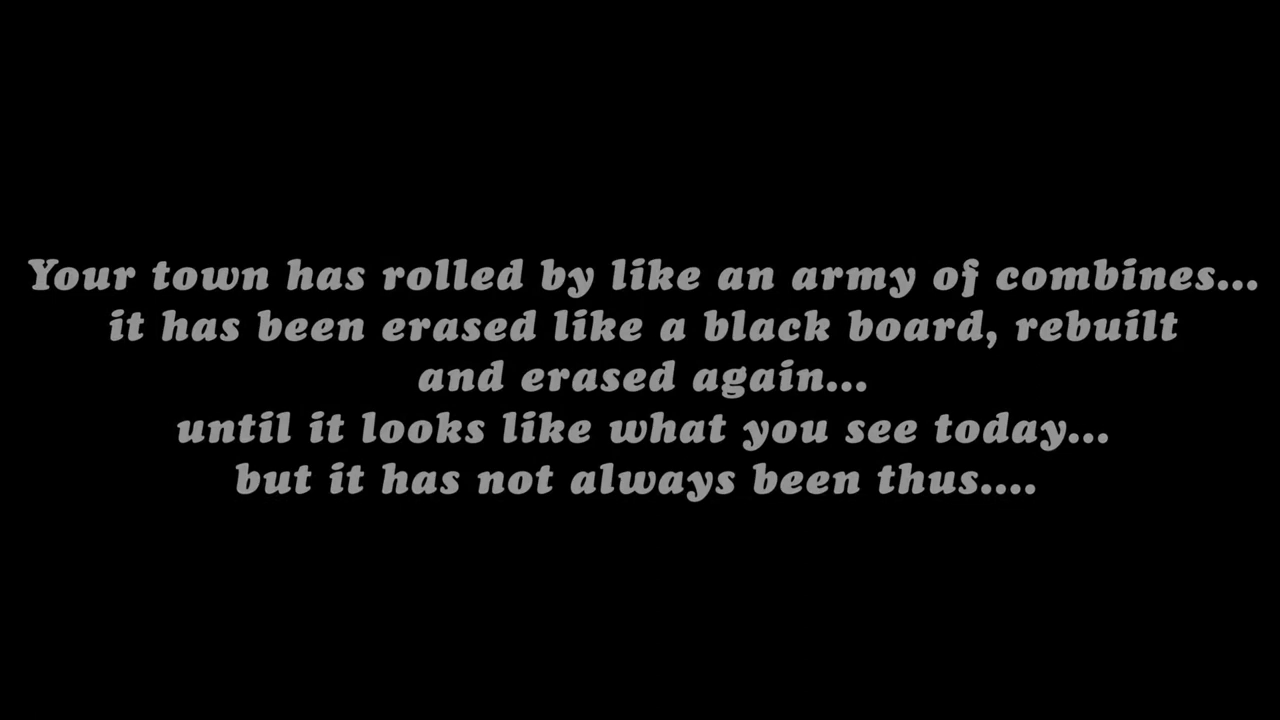 Your town has rolled by like an army of combines...
it has been erased like a black board, rebuilt
and erased again...
until it looks like what you see today...
but it has not always been thus....